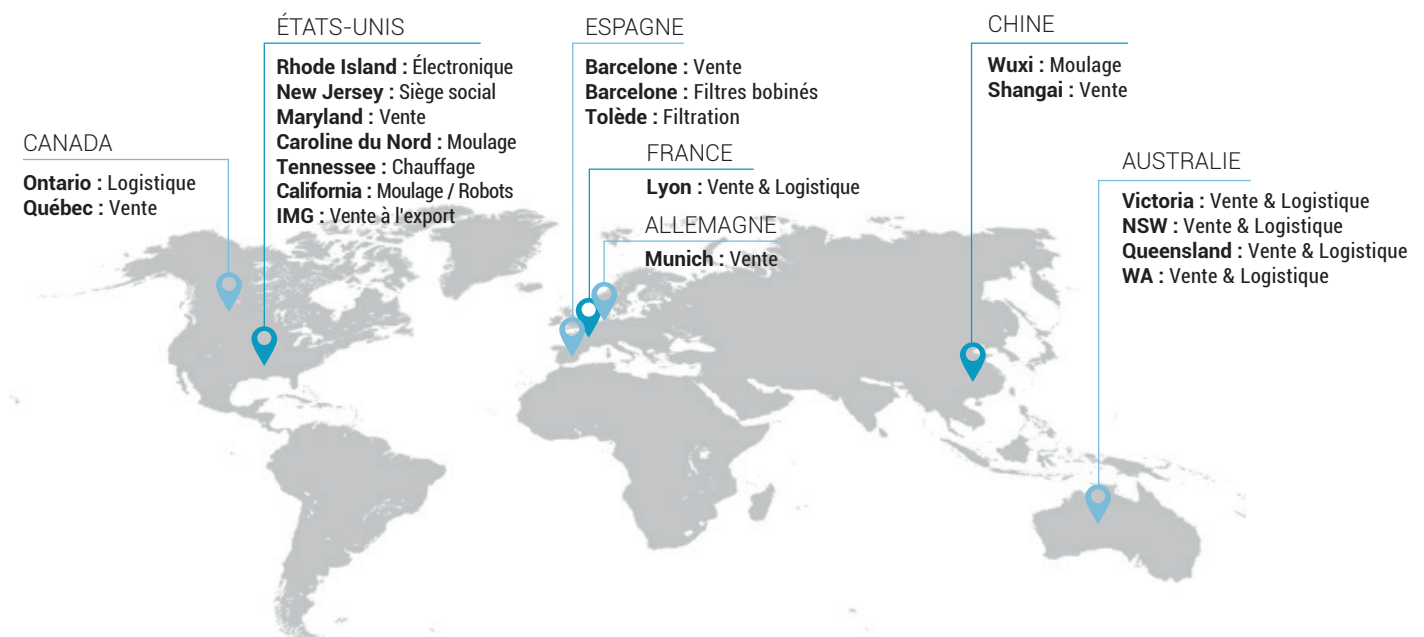 CANADA
Ontario : Logistique
Québec : Vente
ÉTATS-UNIS
Rhode Island : Électronique
New Jersey : Siège social
Maryland : Vente
Caroline du Nord : Moulage
Tennessee : Chauffage
California : Moulage / Robots
IMG : Vente à l'export
ESPAGNE
Barcelone : Vente
Barcelone : Filtres bobinés
Tolède : Filtration
FRANCE
Lyon : Vente & Logistique
ALLEMAGNE
Munich : Vente
CHINE
Wuxi : Moulage
Shangai : Vente
AUSTRALIE
Victoria : Vente & Logistique
NSW : Vente & Logistique
Queensland : Vente & Logistique
WA : Vente & Logistique